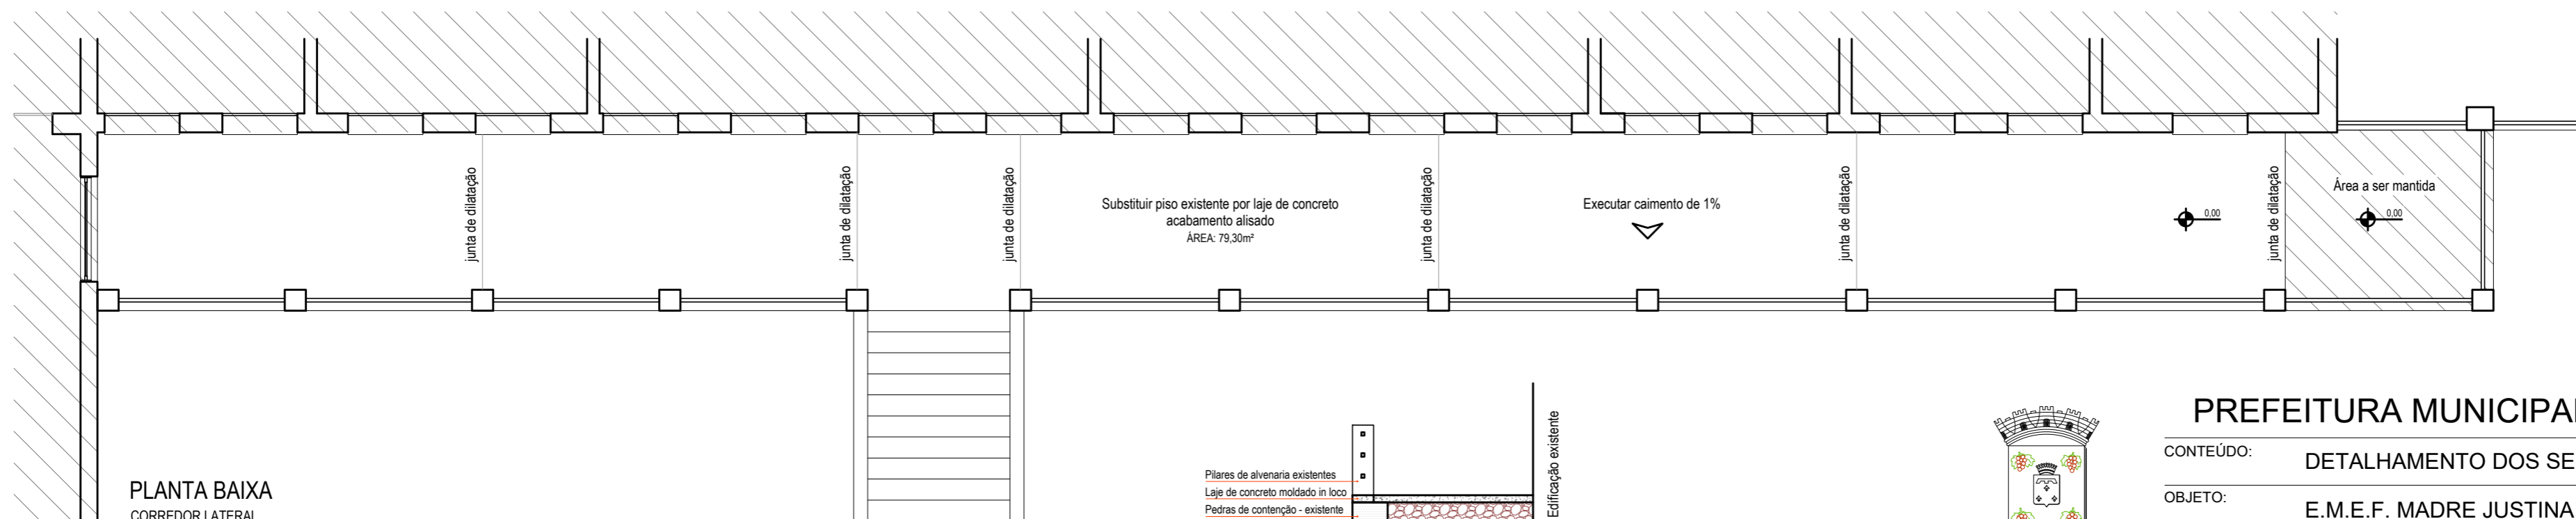 junta de dilatação
junta de dilatação
junta de dilatação
Substituir piso existente por laje de concreto
acabamento alisado
ÁREA: 79,30m²
junta de dilatação
Executar caimento de 1%
junta de dilatação
0,00
junta de dilatação
Área a ser mantida
0,00
PLANTA BAIXA
CORREDOR LATERAL
Pilares de alvenaria existentes
Laje de concreto moldado in loco
Pedras de contenção - existente
Edificação existente
PREFEITURA MUNICIPAL
CONTEÚDO:
DETALHAMENTO DOS SE
OBJETO:
E.M.E.F. MADRE JUSTINA